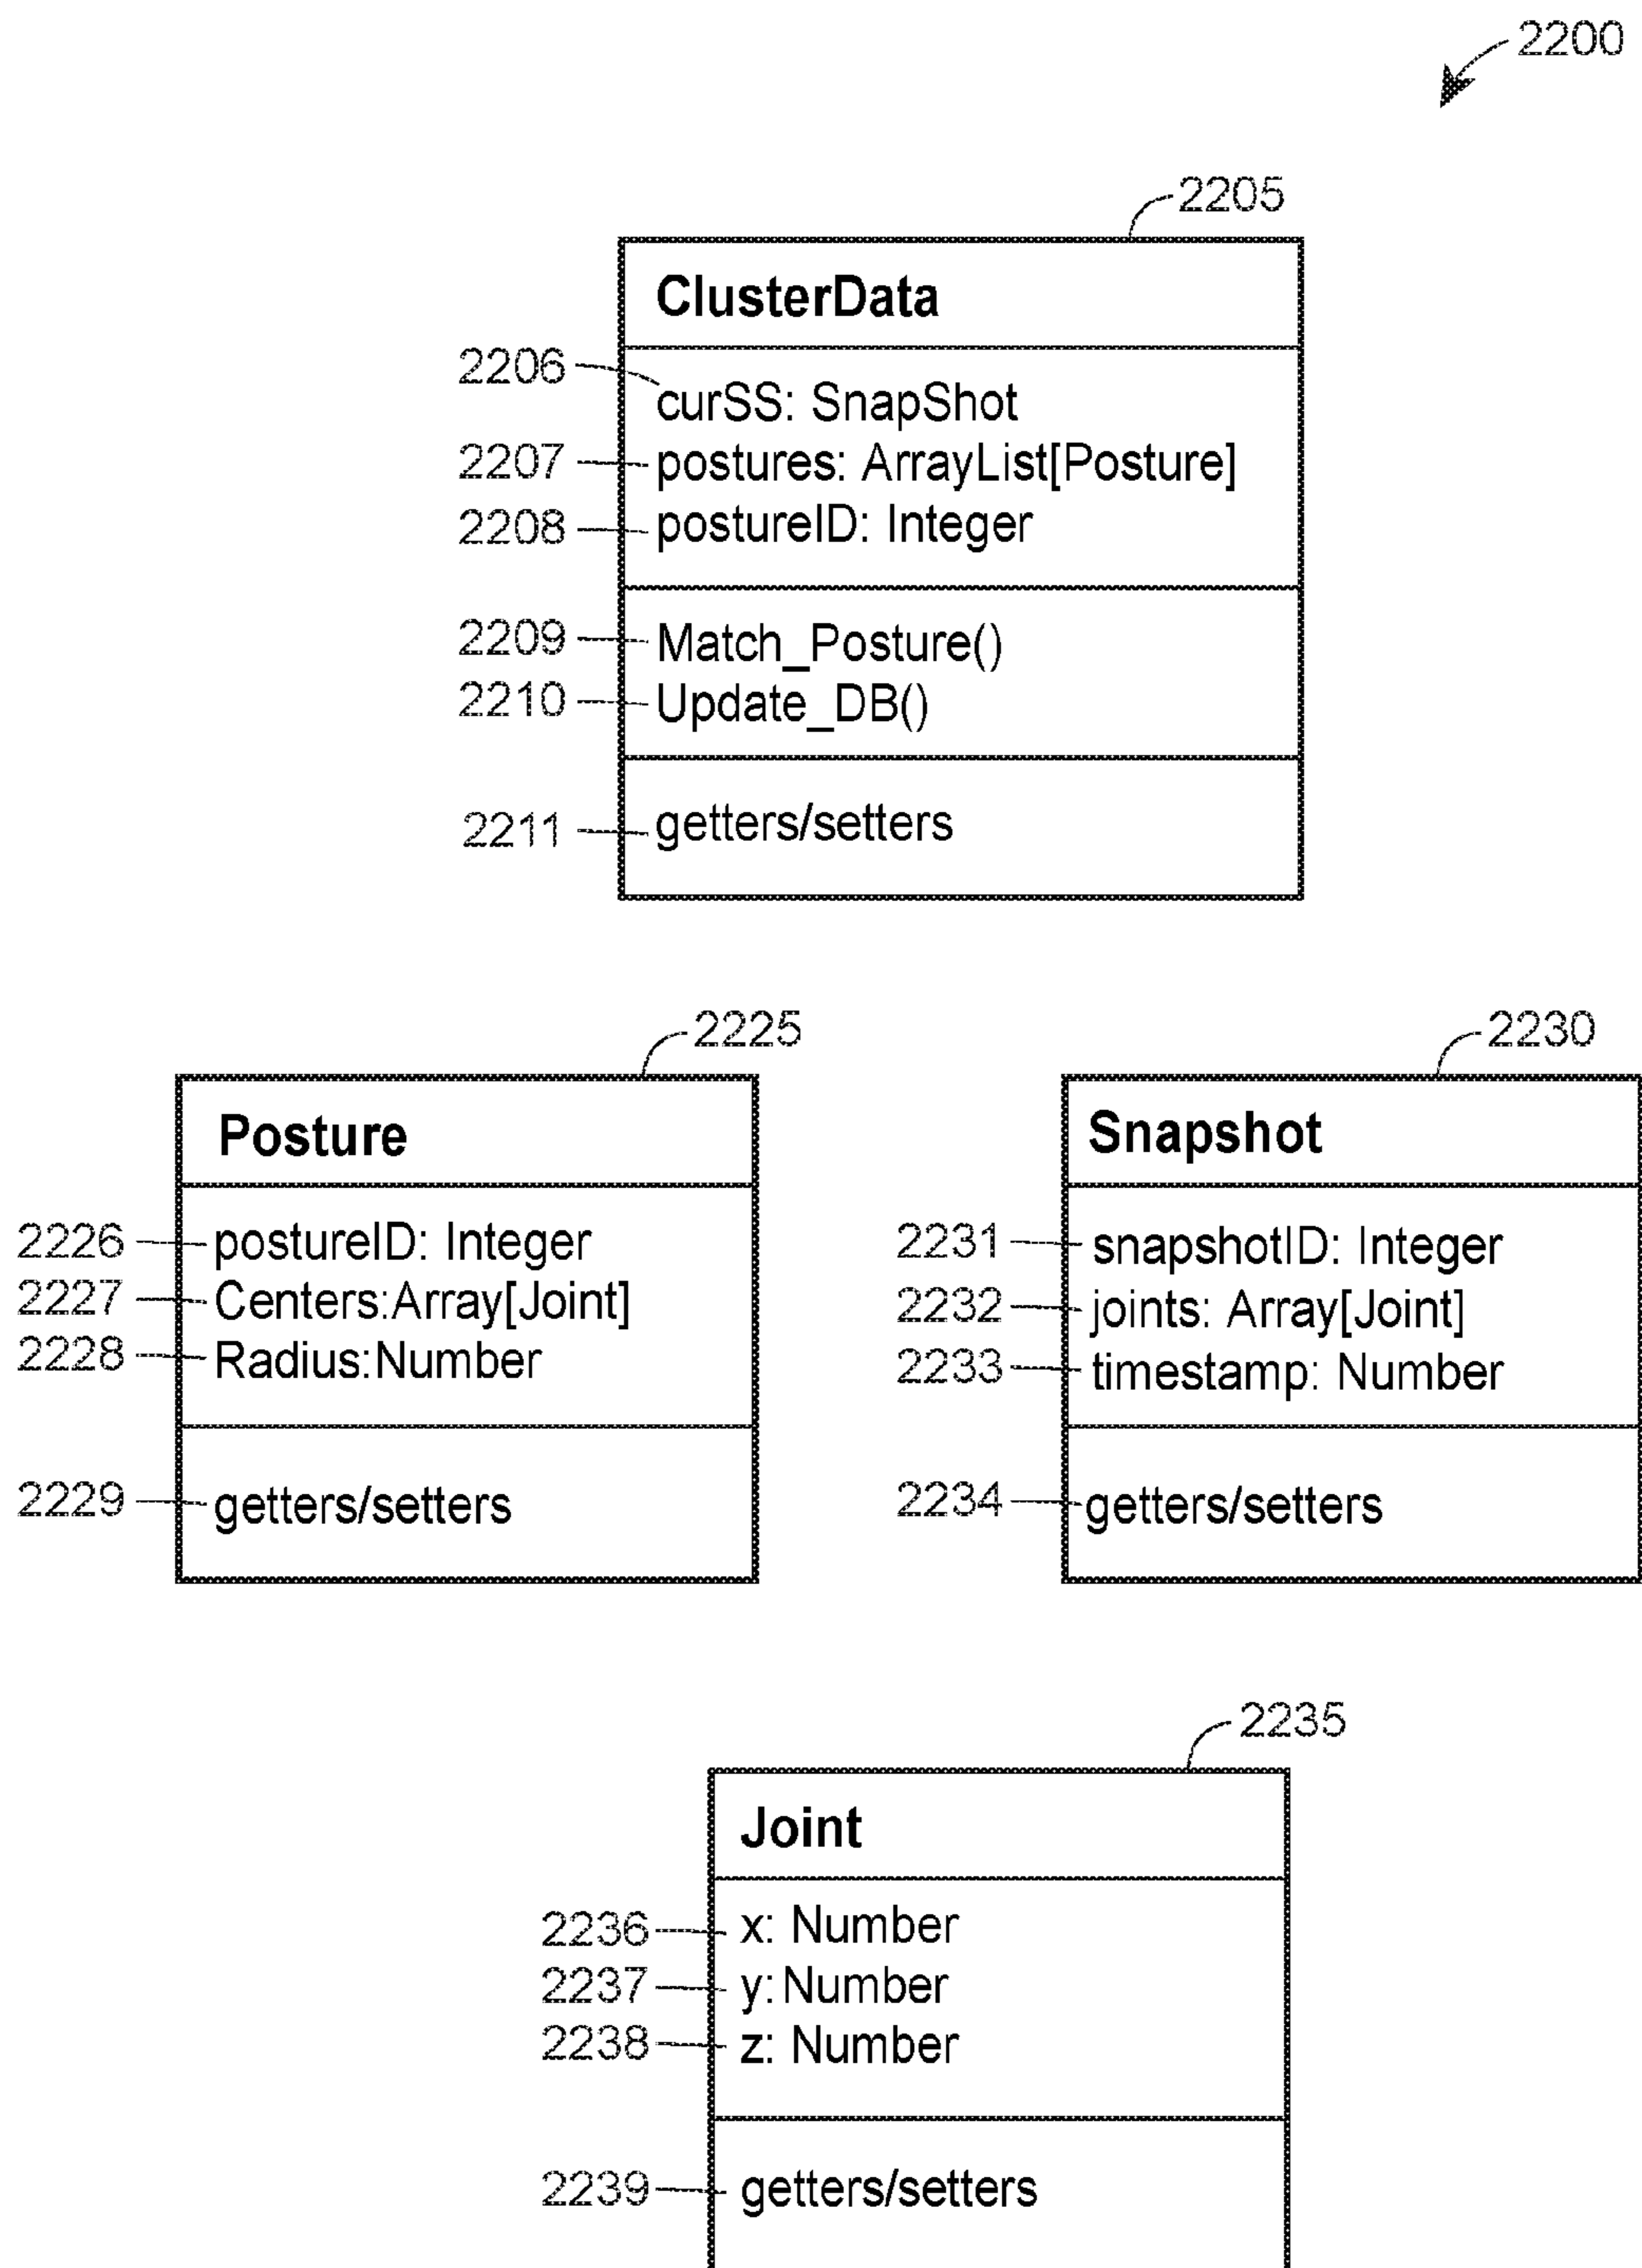 2200
2205
ClusterData
2206 curSS: SnapShot
2207 postures: ArrayList[Posture]
2208 postureID: Integer
2209 Match_Posture()
2210 Update_DB()
2211 getters/setters
2225
Posture
2226 postureID: Integer
2227 Centers:Array[Joint]
2228 Radius:Number
2229 getters/setters
2230
Snapshot
2231 snapshotID: Integer
2232 joints: Array[Joint]
2233 timestamp: Number
2234 getters/setters
2235
Joint
2236 x: Number
2237 y:Number
2238 z: Number
2239 getters/setters